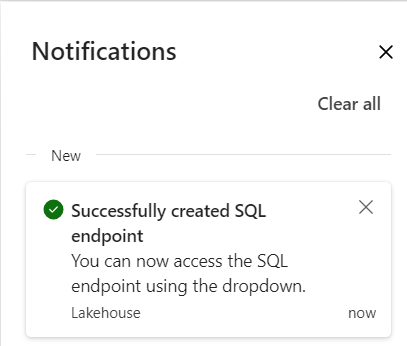 Notifications
Clear all
New
Successfully created SQL
endpoint
You can now access the SQL
endpoint using the dropdown.
Lakehouse now